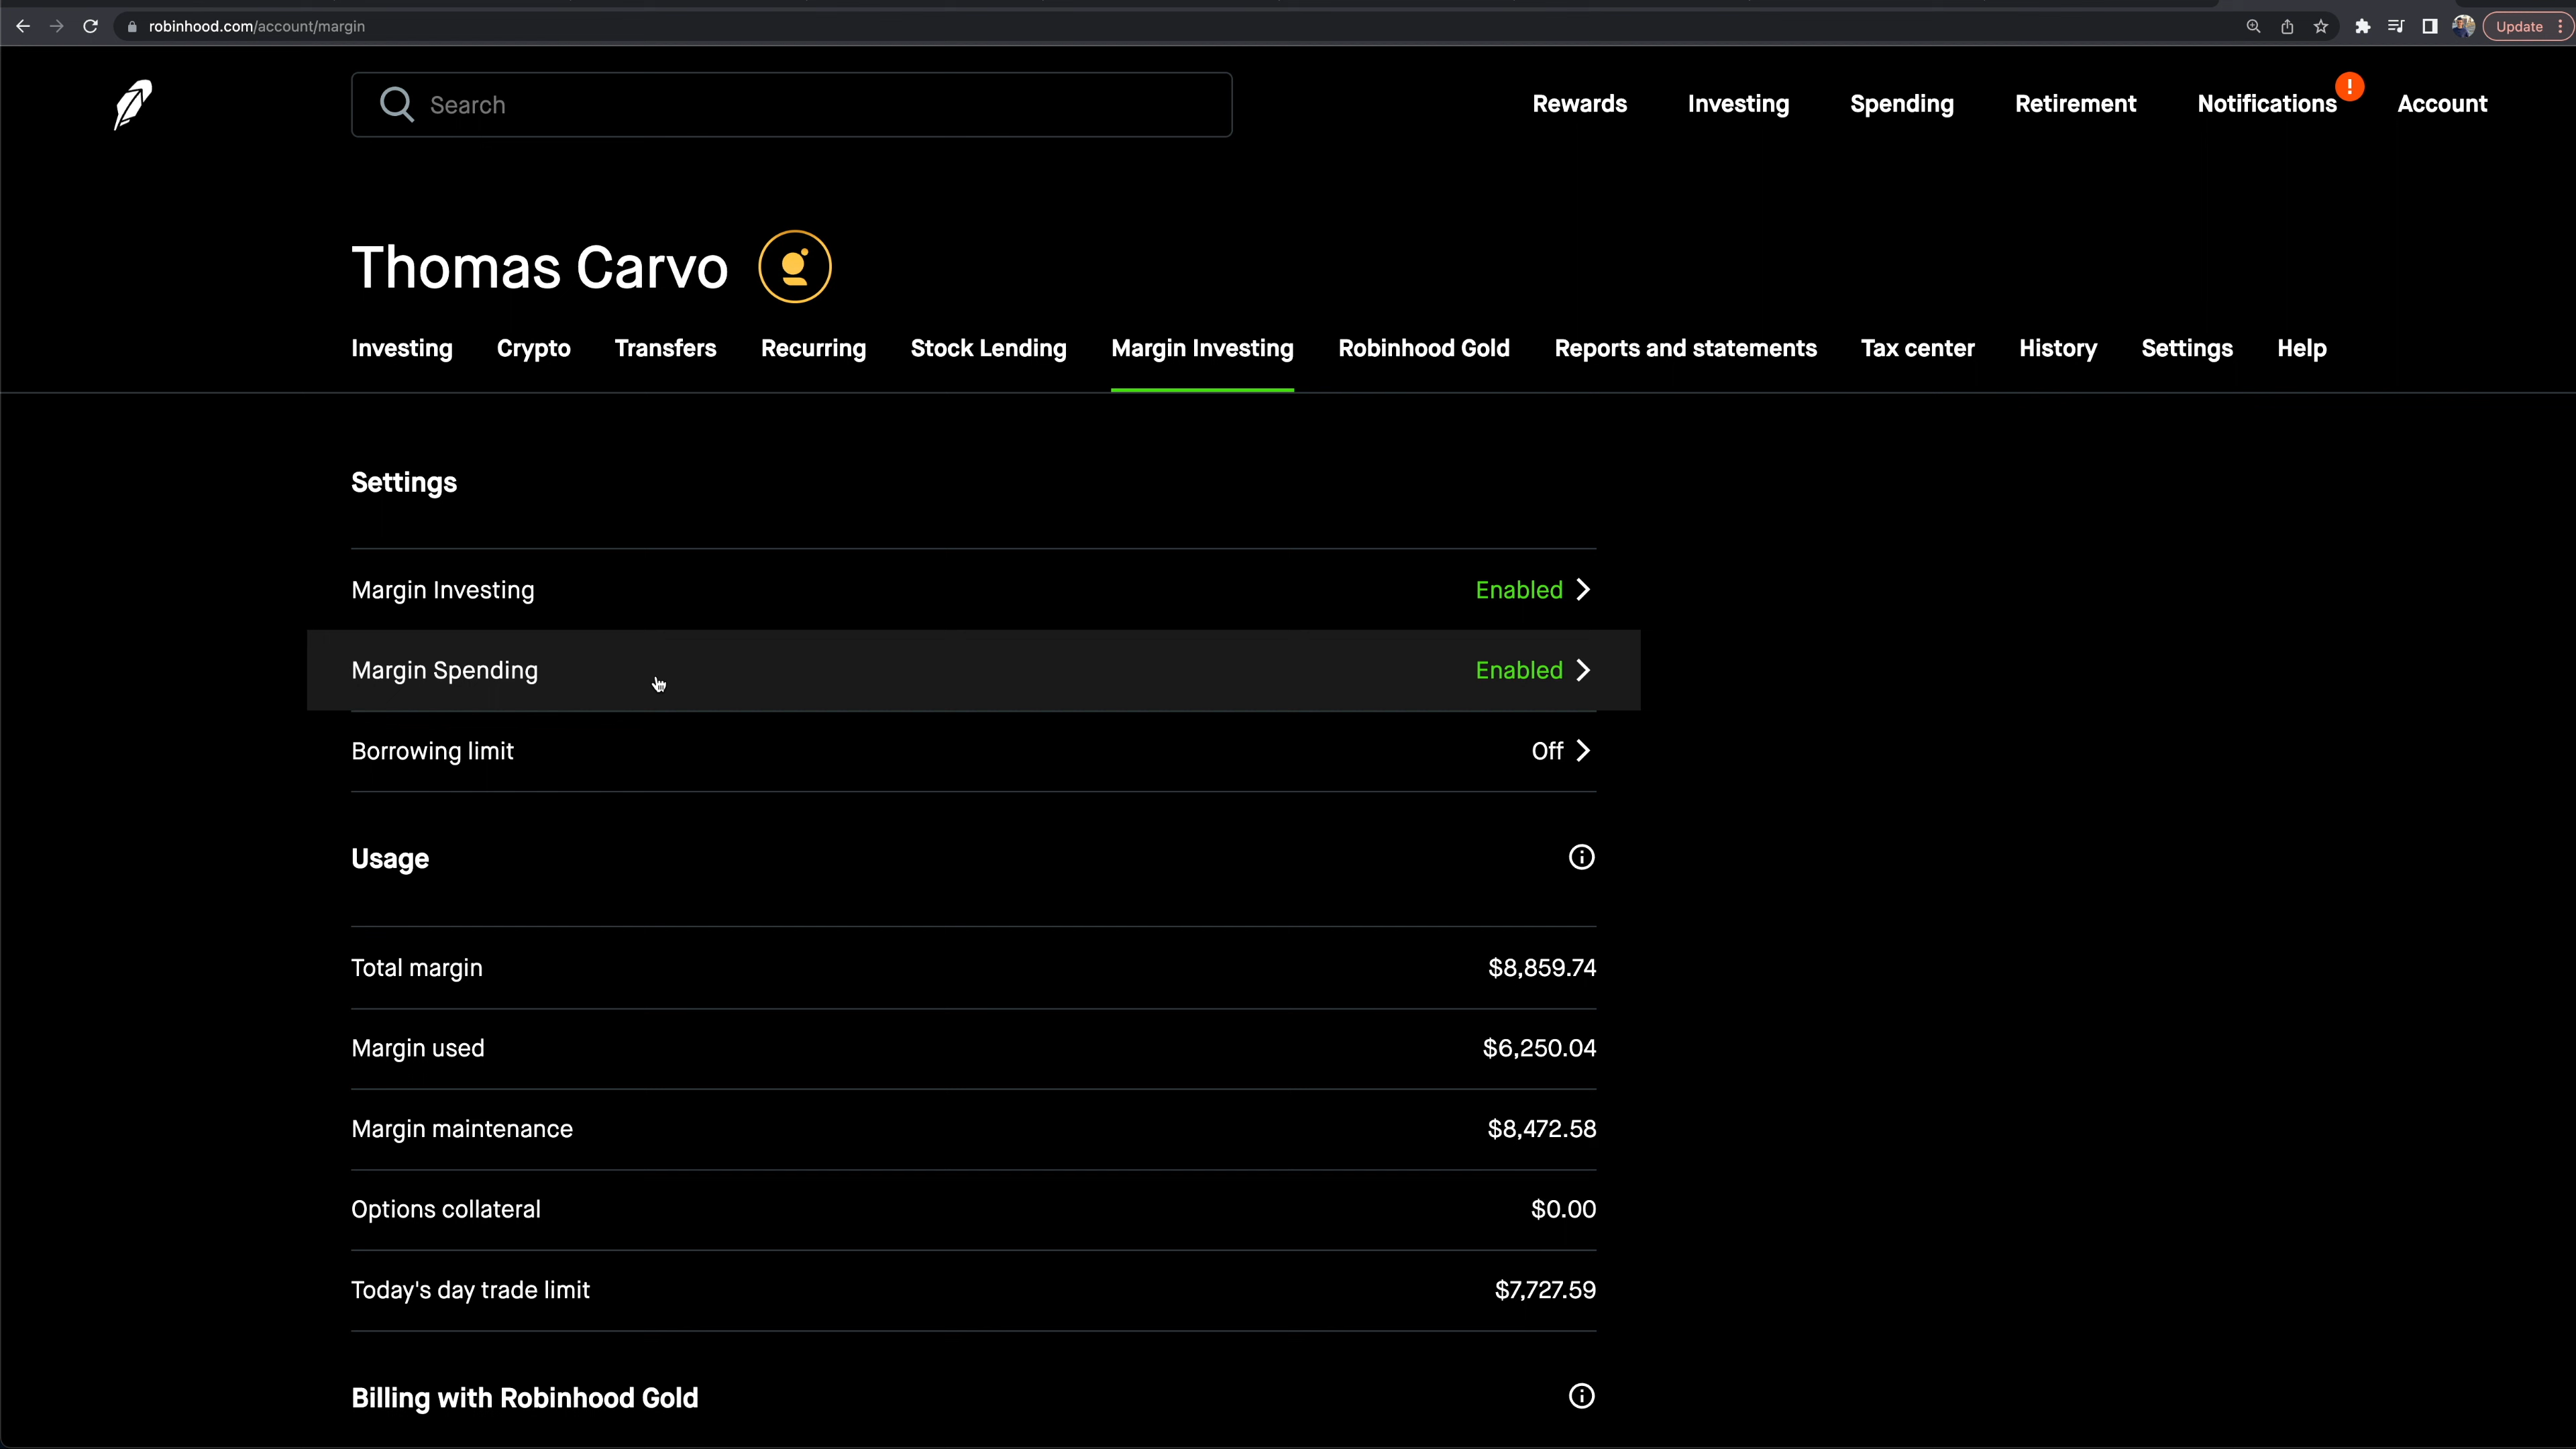 robinhood.com/account/margin
Update
Search
Rewards Investing Spending Retirement Notifications ! Account
Thomas Carvo
Investing Crypto Transfers Recurring Stock Lending Margin Investing Robinhood Gold Reports and statements Tax center History Settings Help
Settings
Margin Investing Enabled
Margin Spending Enabled
Borrowing limit Off
Usage
Total margin $8,859.74
Margin used $6,250.04
Margin maintenance $8,472.58
Options collateral $0.00
Today's day trade limit $7,727.59
Billing with Robinhood Gold